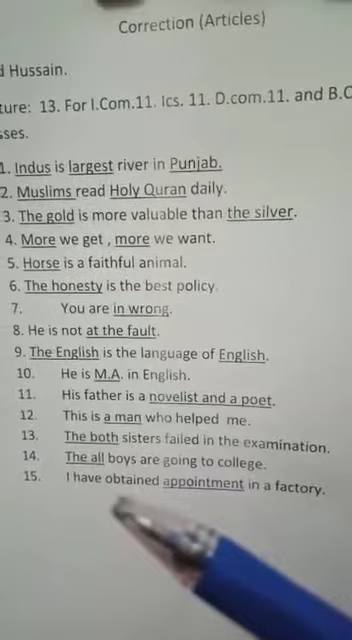 Correction (Articles)
Hussain.
13. For I.Com.11. Ics. 11. D.com.11. and B.C
1. Indus is largest river in Punjab.
2. Muslims read Holy Quran daily.
3. The gold is more valuable than the silver.
4. More we get , more we want.
5. Horse is a faithful animal.
6. The honesty is the best policy.
7. You are in wrong.
8. He is not at the fault.
9. The English is the language of English.
10. He is M.A. in English.
11. His father is a novelist and a poet.
12. This is a man who helped me.
13. The both sisters failed in the examination.
14. The all boys are going to college.
15. I have obtained appointment in a factory.